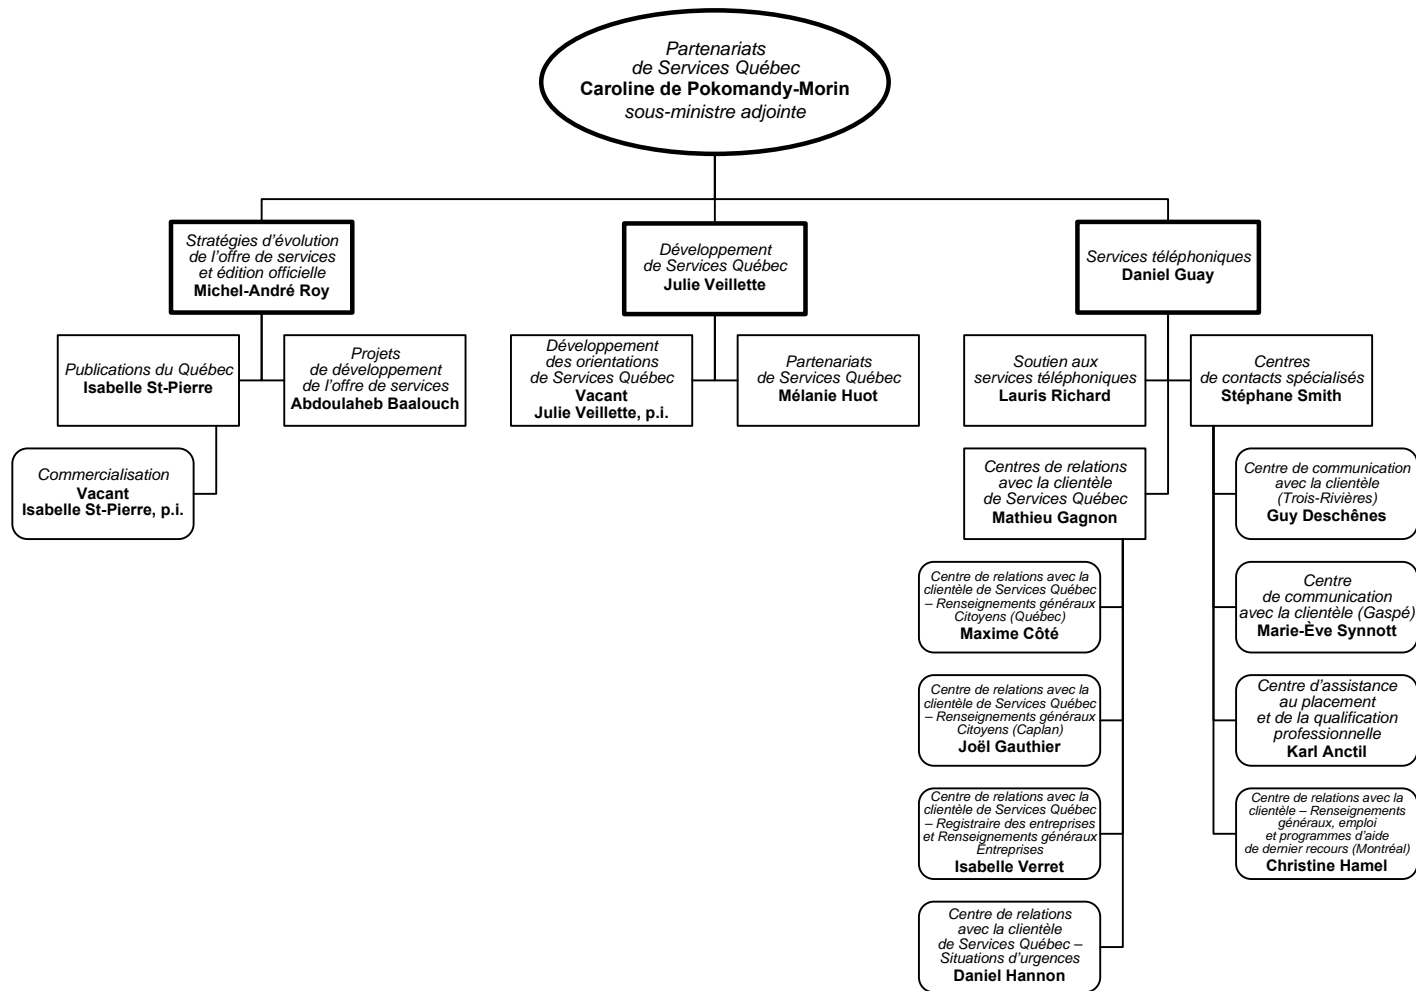 Partenariats
de Services Québec
Caroline de Pokomandy-Morin
sous-ministre adjointe
Stratégies d'évolution
de l'offre de services
et édition officielle
Michel-André Roy
Développement
de Services Québec
Julie Veillette
Services téléphoniques
Daniel Guay
Publications du Québec
Isabelle St-Pierre
Projets
de développement
de l'offre de services
Abdoulaheb Baalouch
Développement
des orientations
de Services Québec
Vacant
Julie Veillette, p.i.
Partenariats
de Services Québec
Mélanie Huot
Soutien aux
services téléphoniques
Lauris Richard
Centres
de contacts spécialisés
Stéphane Smith
Commercialisation
Vacant
Isabelle St-Pierre, p.i.
Centres de relations
avec la clientèle
de Services Québec
Mathieu Gagnon
Centre de communication
avec la clientèle
(Trois-Rivières)
Guy Deschênes
Centre de relations avec la
clientèle de Services Québec
– Renseignements généraux
Citoyens (Québec)
Maxime Côté
Centre
de communication
avec la clientèle (Gaspé)
Marie-Ève Synnott
Centre de relations avec la
clientèle de Services Québec
– Renseignements généraux
Citoyens (Caplan)
Joël Gauthier
Centre d'assistance
au placement
et de la qualification
professionnelle
Karl Anctil
Centre de relations avec la
clientèle de Services Québec
– Registraire des entreprises
et Renseignements généraux
Entreprises
Isabelle Verret
Centre de relations avec la
clientèle – Renseignements
généraux, emploi
et programmes d'aide
de dernier recours (Montréal)
Christine Hamel
Centre de relations
avec la clientèle
de Services Québec –
Situations d'urgences
Daniel Hannon